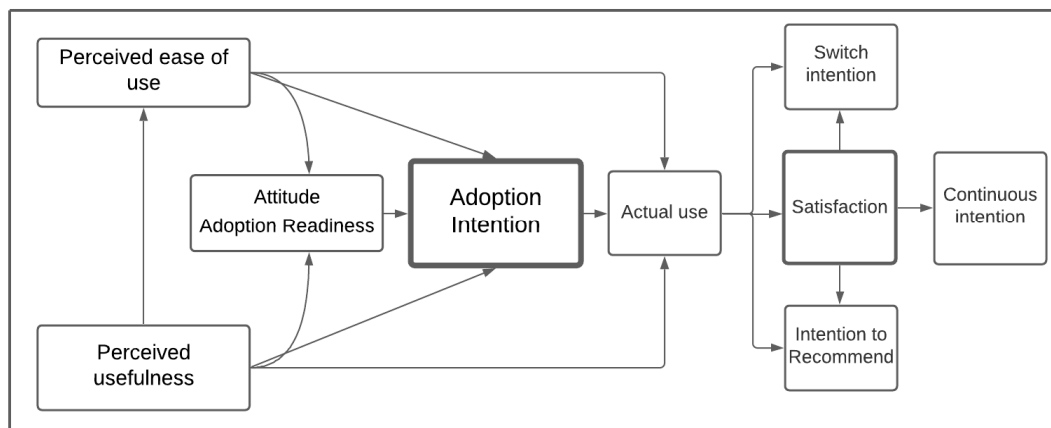 Perceived ease of
use
Switch
intention
Attitude
Adoption Readiness
Adoption
Intention
Actual use
Satisfaction
Continuous
intention
Perceived
usefulness
Intention to
Recommend